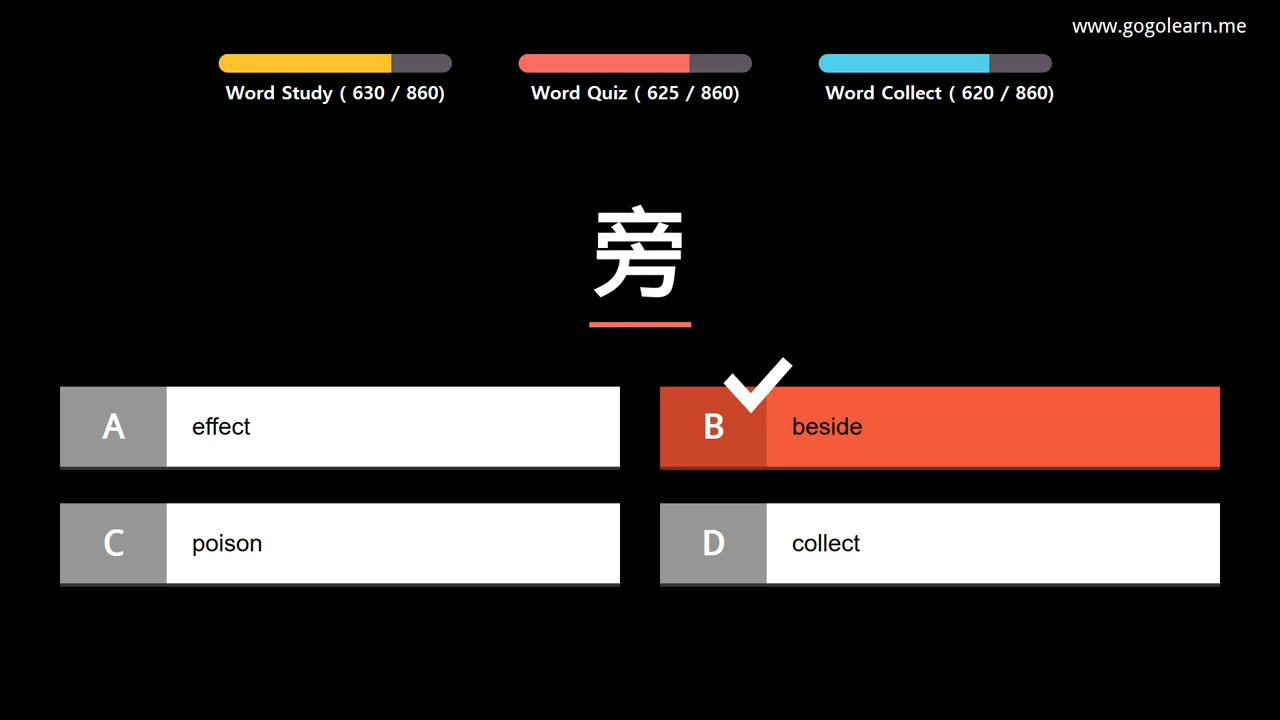 www.gogolearn.me
Word Study ( 630 / 860)
Word Quiz ( 625 / 860)
Word Collect ( 620 / 860)
旁
A effect
B beside
C poison
D collect